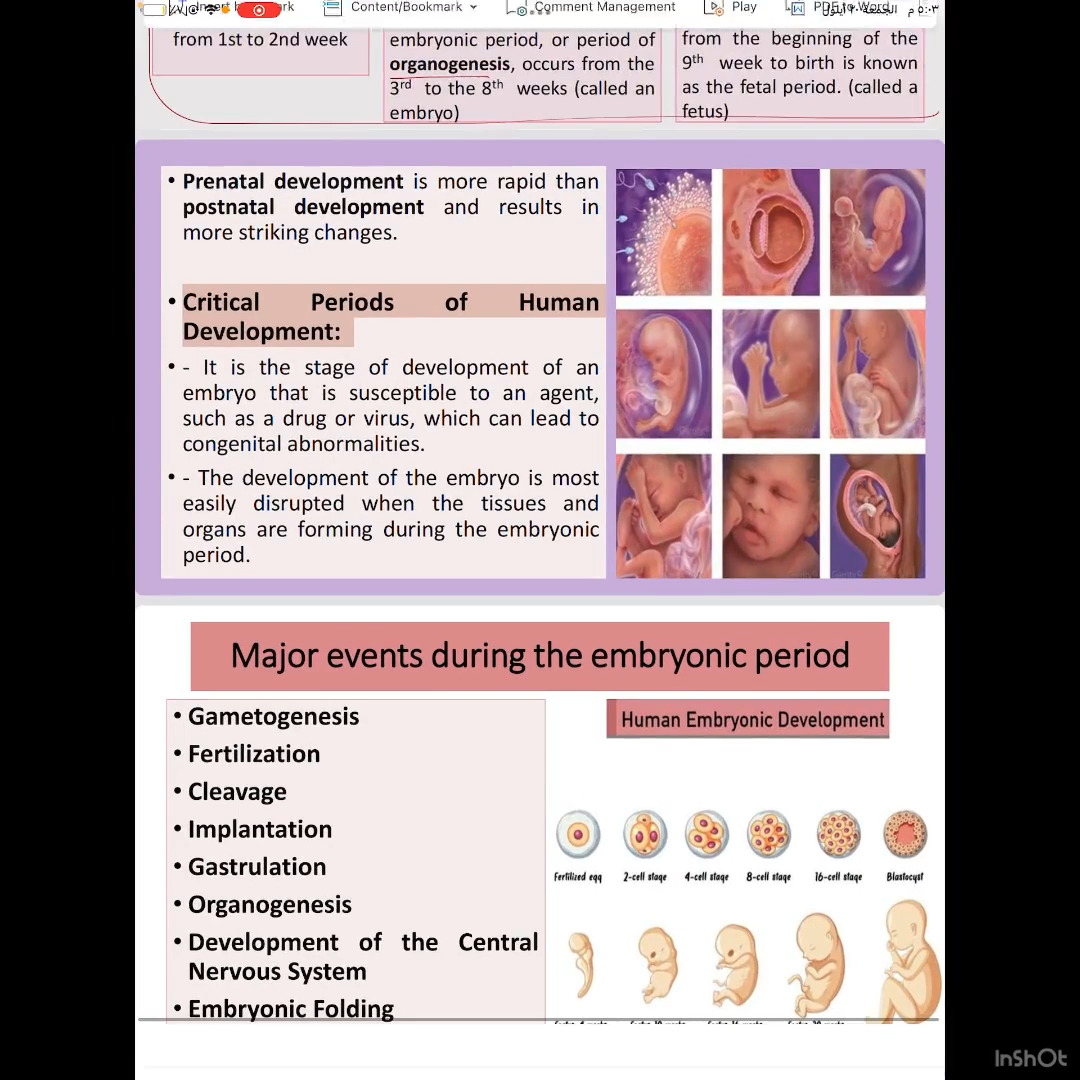 Content/Bookmark
Comment Management
Play
from 1st to 2nd week
embryonic period, or period of
organogenesis, occurs from the
3rd to the 8th weeks (called an
embryo)
from the beginning of the
9th week to birth is known
as the fetal period. (called a
fetus)
• Prenatal development is more rapid than
postnatal development and results in
more striking changes.
• Critical Periods of Human
Development:
• - It is the stage of development of an
embryo that is susceptible to an agent,
such as a drug or virus, which can lead to
congenital abnormalities.
• - The development of the embryo is most
easily disrupted when the tissues and
organs are forming during the embryonic
period.
Major events during the embryonic period
• Gametogenesis
• Fertilization
• Cleavage
• Implantation
• Gastrulation
• Organogenesis
• Development of the Central
Nervous System
• Embryonic Folding
Human Embryonic Development
Fertilized egg
2-cell stage
4-cell stage
8-cell stage
16-cell stage
Blastocyst
InShOt